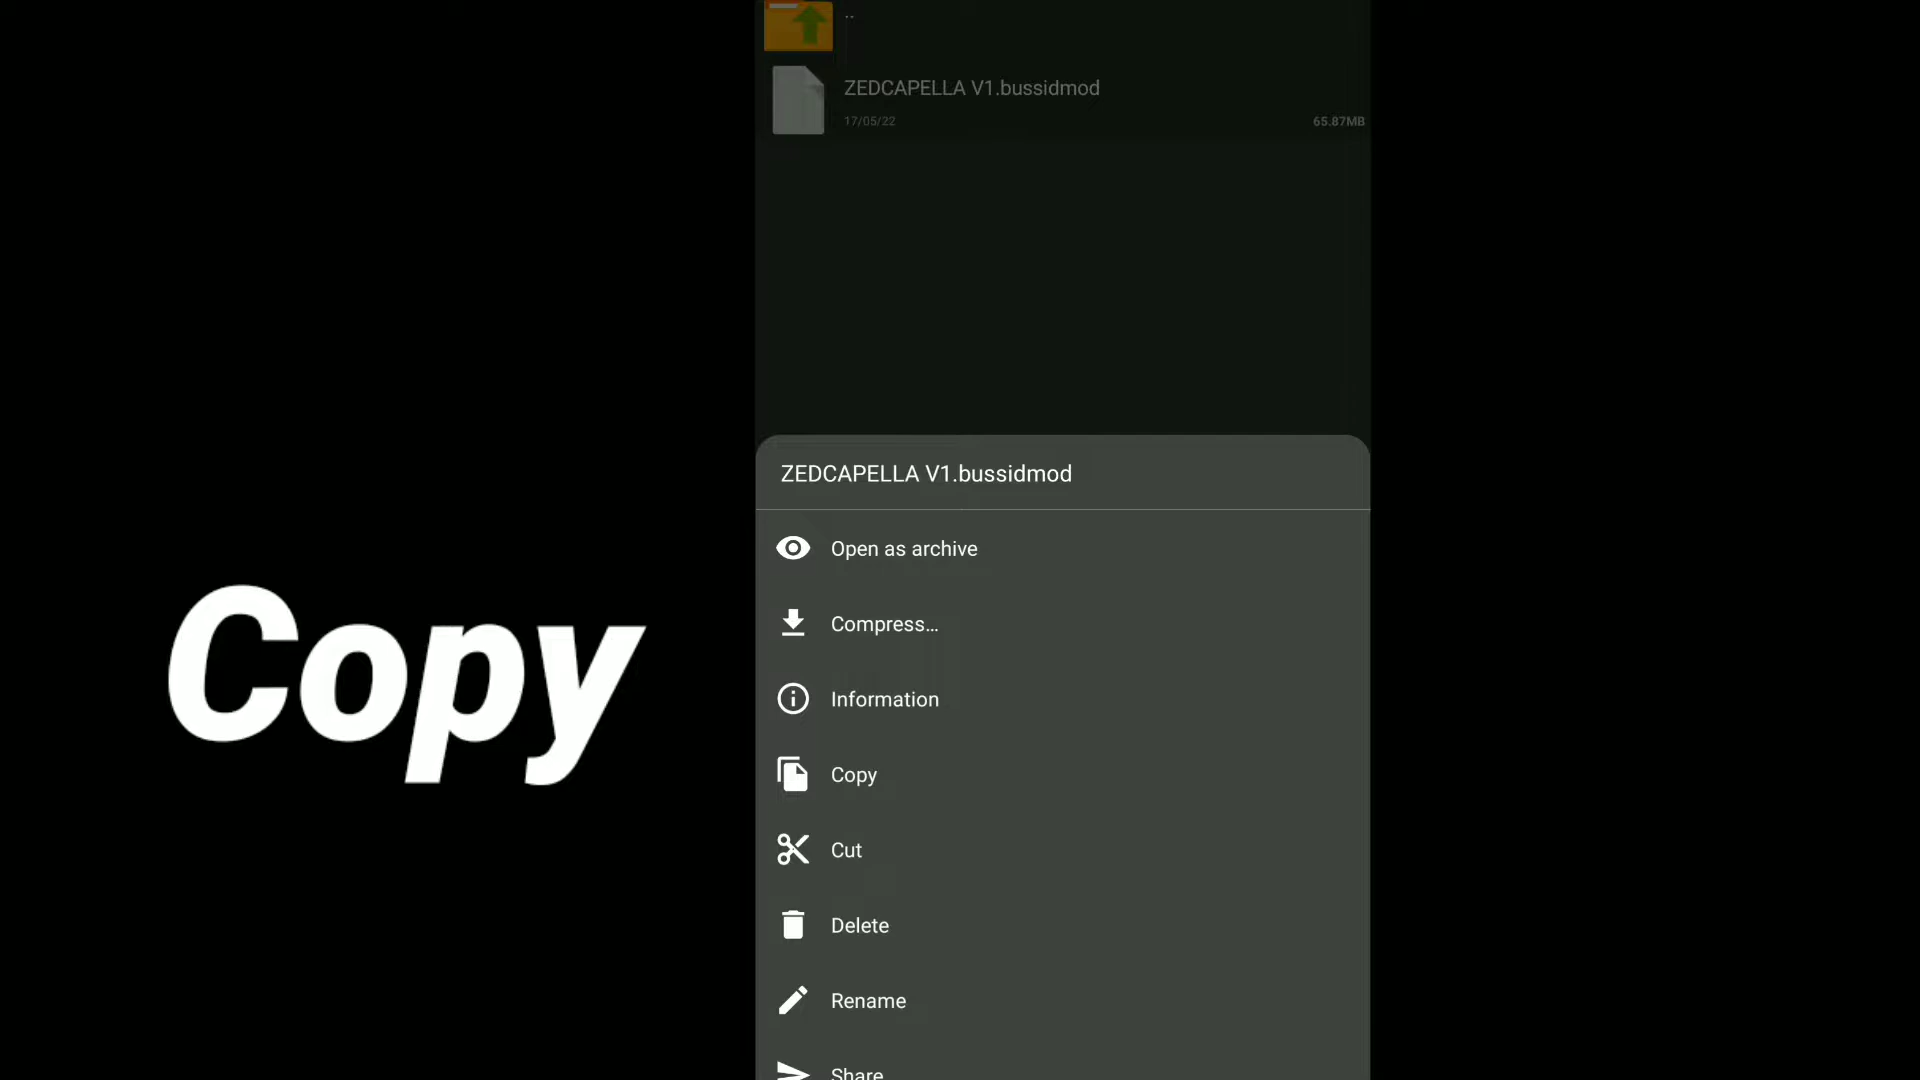 ..
ZEDCAPELLA V1.bussidmod
17/05/22
65.87MB
ZEDCAPELLA V1.bussidmod
Open as archive
Compress...
Information
Copy
Cut
Delete
Rename
Share
Copy